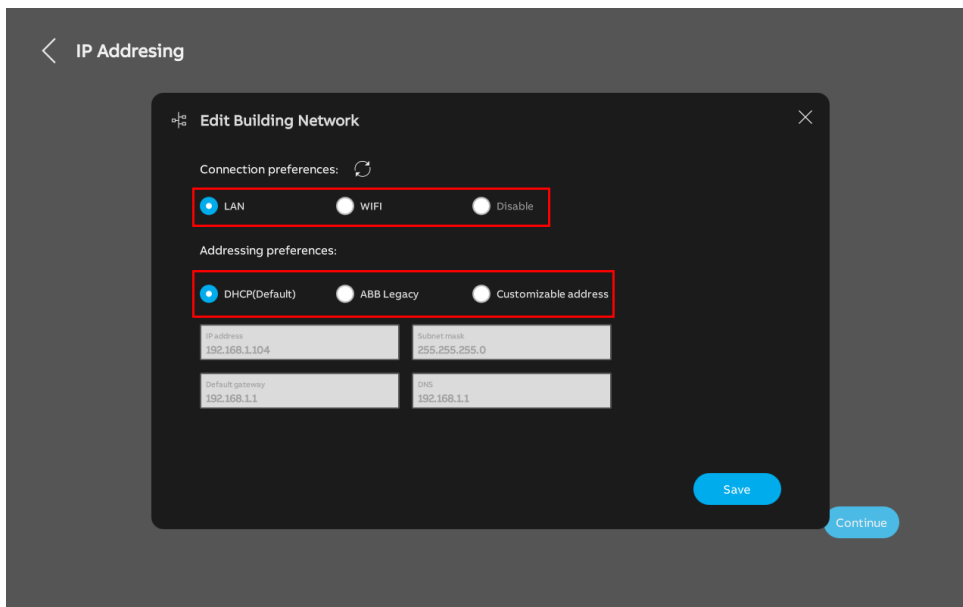 IP Addresing
Edit Building Network
Connection preferences:
LAN WIFI Disable
Addressing preferences:
DHCP(Default) ABB Legacy Customizable address
IP address Subnet mask
192.168.1.104 255.255.255.0
Default gateway DNS
192.168.1.1 192.168.1.1
Save
Continue